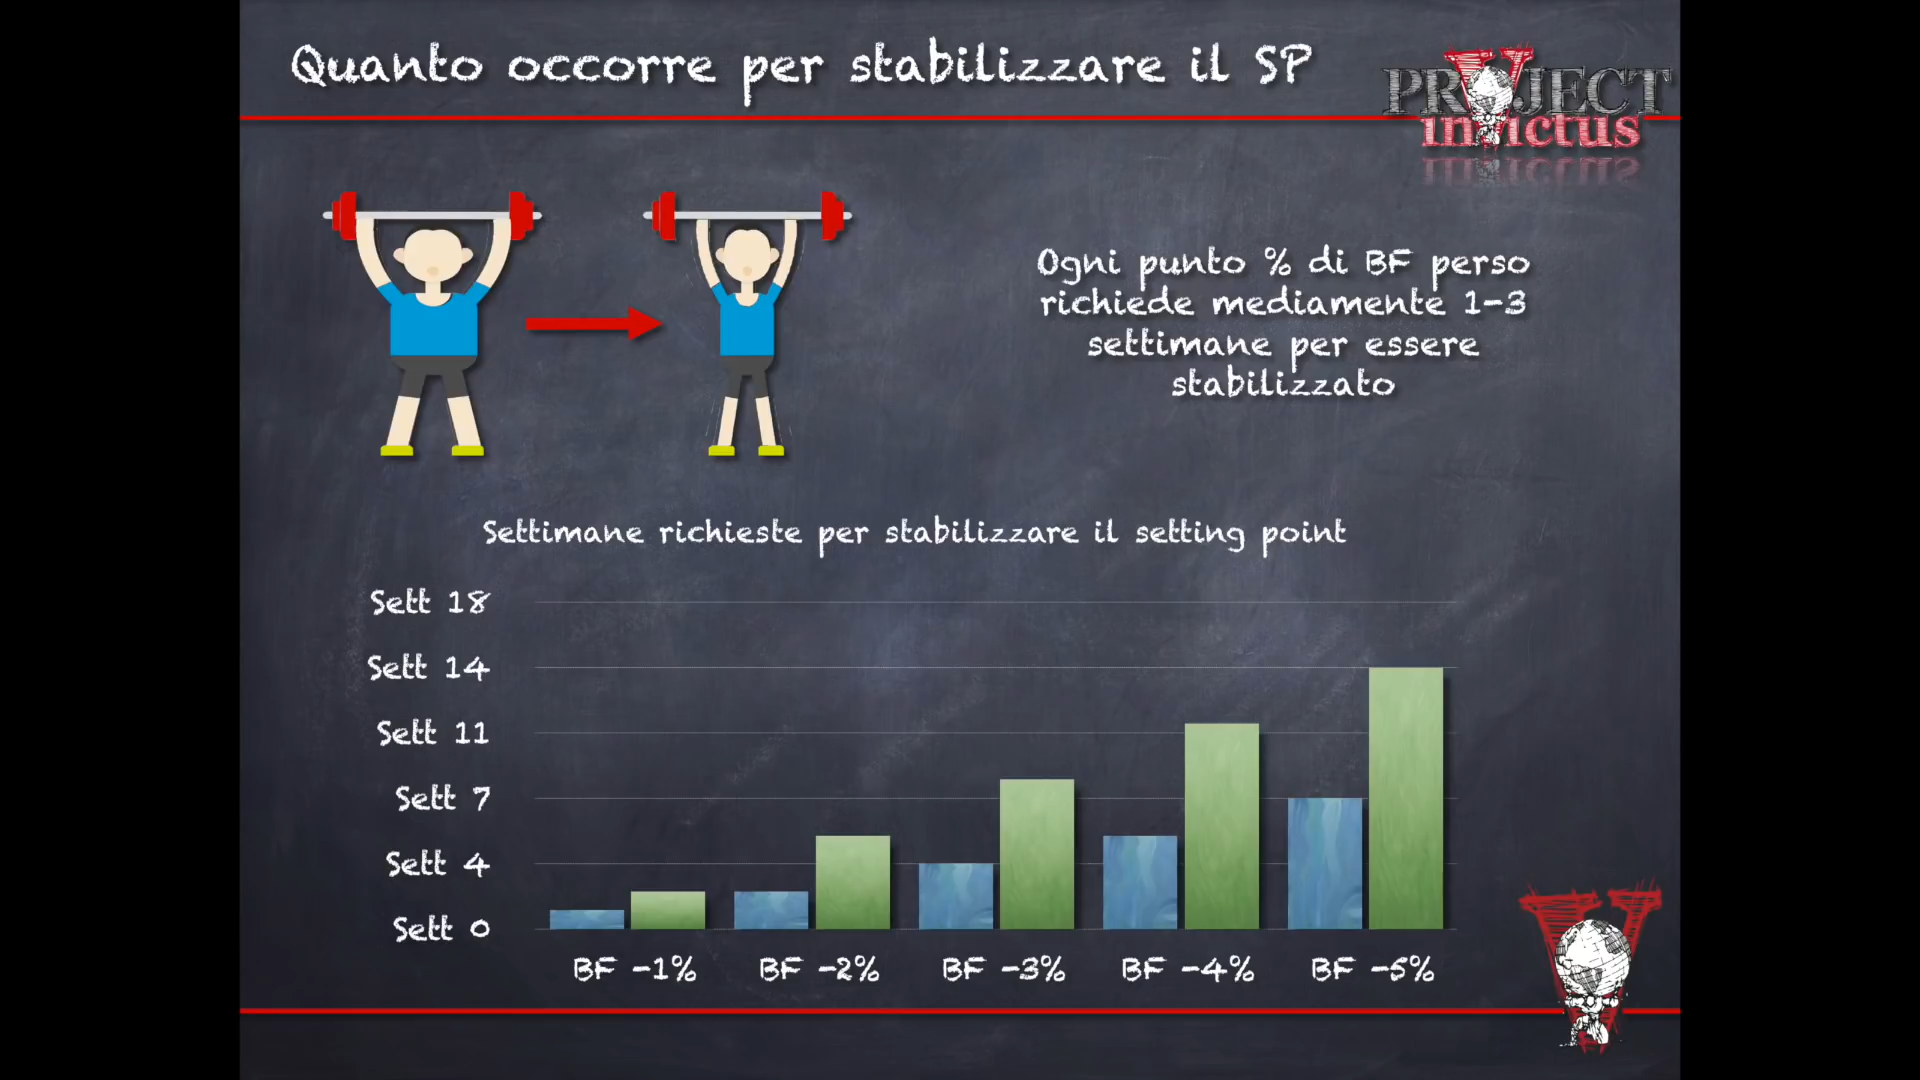 Quanto occorre per stabilizzare il SP
PROJECT
invictus
Ogni punto % di BF perso
richiede mediamente 1-3
settimane per essere
stabilizzato
Settimane richieste per stabilizzare il setting point
Sett 18
Sett 14
Sett 11
Sett 7
Sett 4
Sett 0
BF -1%
BF -2%
BF -3%
BF -4%
BF -5%